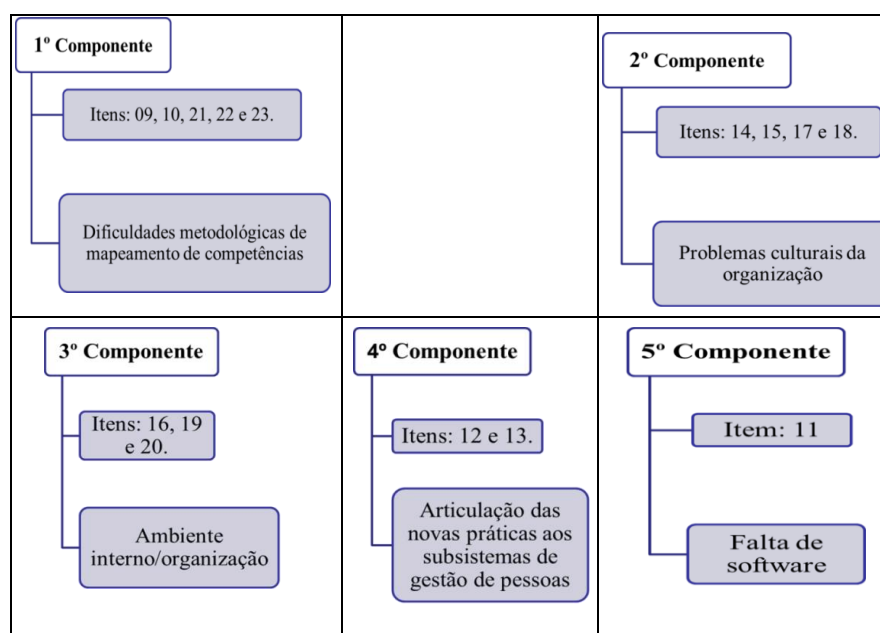 1º Componente
Itens: 09, 10, 21, 22 e 23.
Dificuldades metodológicas de
mapeamento de competências
2º Componente
Itens: 14, 15, 17 e 18.
Problemas culturais da
organização
3º Componente
Itens: 16, 19
e 20.
Ambiente
interno/organização
4º Componente
Itens: 12 e 13.
Articulação das
novas práticas aos
subsistemas de
gestão de pessoas
5º Componente
Item: 11
Falta de
software